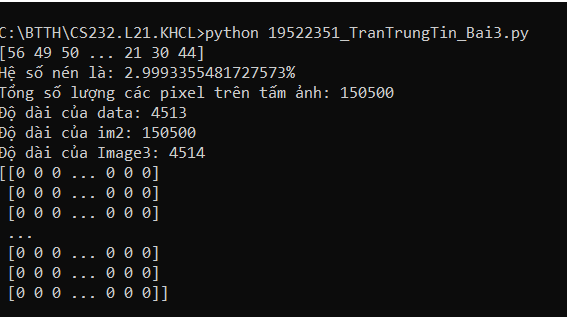 C:\BTTH\CS232.L21.KHCL>python 19522351_TranTrungTin_Bai3.py
[56 49 50 ... 21 30 44]
Hệ số nén là: 2.9993355481727573%
Tổng số lượng các pixel trên tấm ảnh: 150500
Độ dài của data: 4513
Độ dài của im2: 150500
Độ dài của Image3: 4514
[[0 0 0 ... 0 0 0]
 [0 0 0 ... 0 0 0]
 [0 0 0 ... 0 0 0]
 ...
 [0 0 0 ... 0 0 0]
 [0 0 0 ... 0 0 0]
 [0 0 0 ... 0 0 0]]